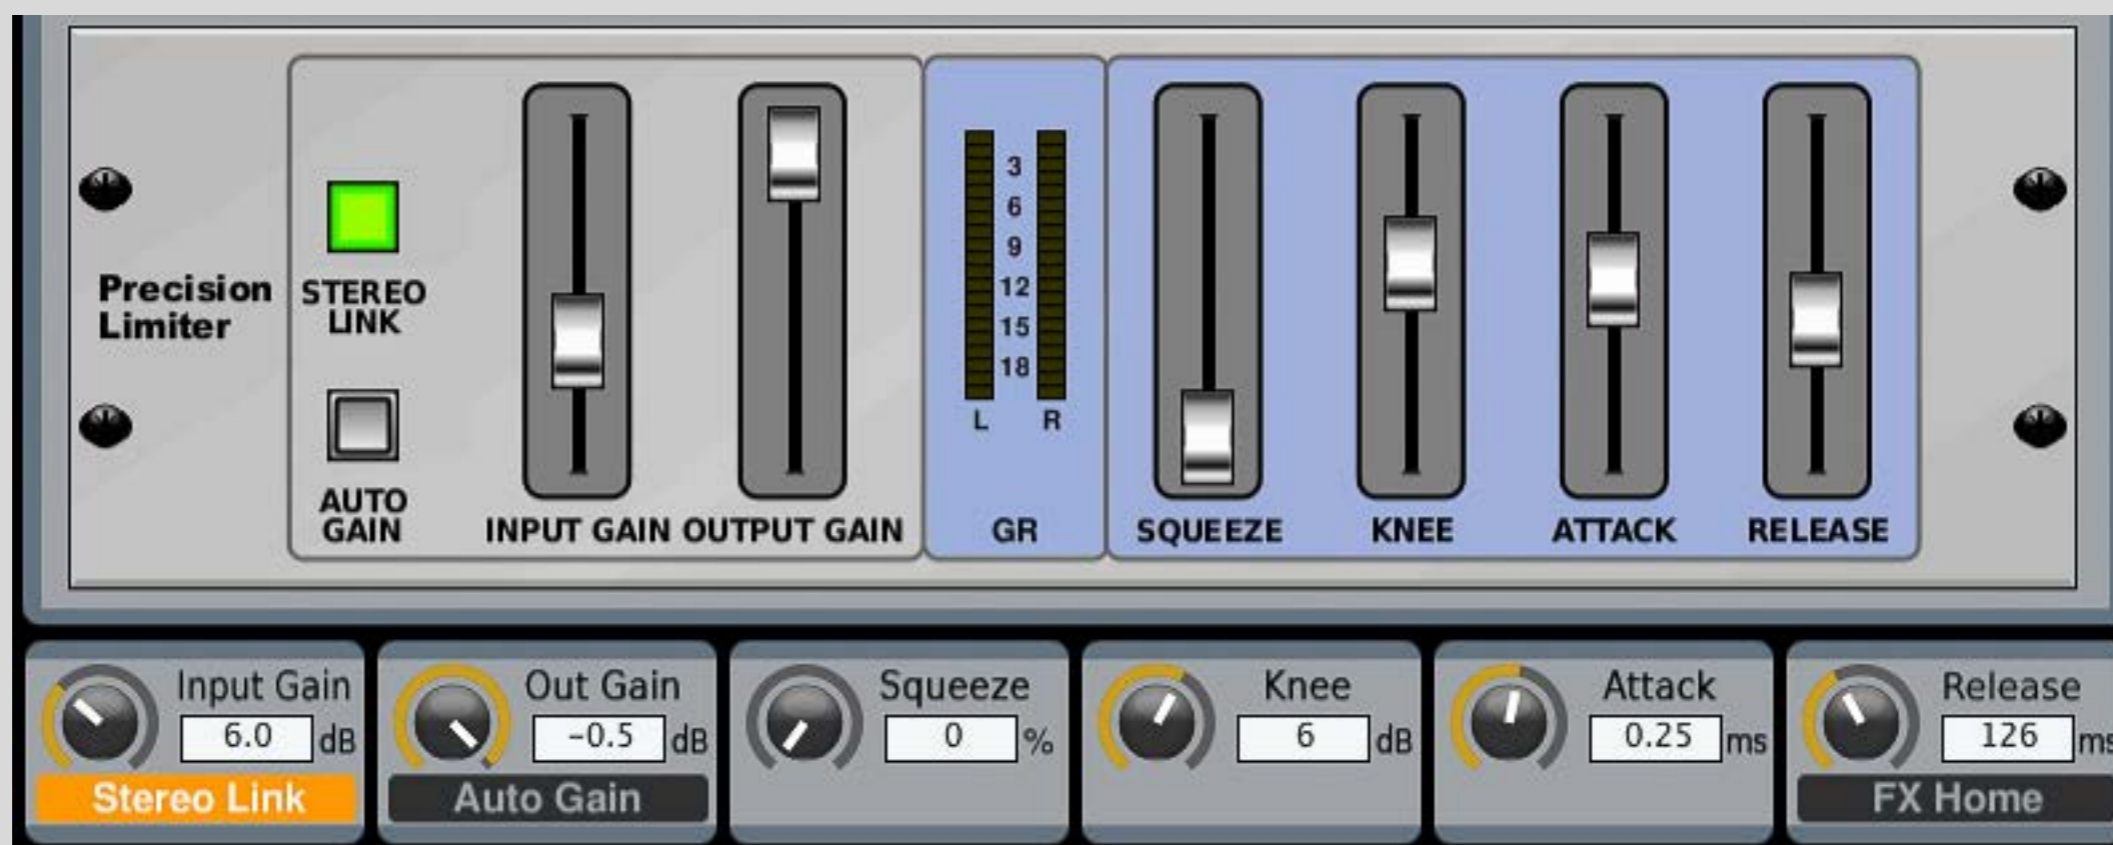 Precision
Limiter
STEREO
LINK
AUTO
GAIN
INPUT GAIN
OUTPUT GAIN
3
6
9
12
15
18
L
R
GR
SQUEEZE
KNEE
ATTACK
RELEASE
Input Gain
6.0 dB
Stereo Link
Out Gain
-0.5 dB
Auto Gain
Squeeze
0 %
Knee
6 dB
Attack
0.25 ms
Release
126 ms
FX Home